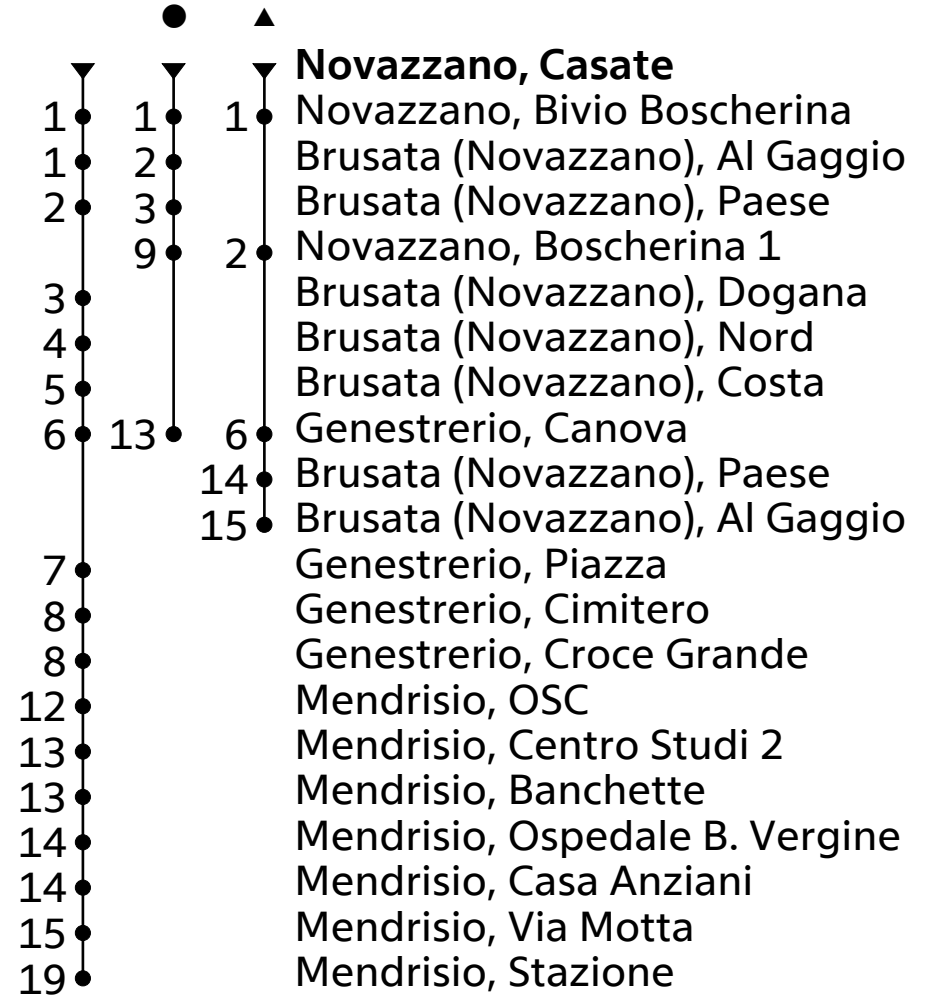 Novazzano, Casate
1 1 1 Novazzano, Bivio Boscherina
1 2 Brusata (Novazzano), Al Gaggio
2 3 Brusata (Novazzano), Paese
9 2 Novazzano, Boscherina 1
3 Brusata (Novazzano), Dogana
4 Brusata (Novazzano), Nord
5 Brusata (Novazzano), Costa
6 13 6 Genestrerio, Canova
14 Brusata (Novazzano), Paese
15 Brusata (Novazzano), Al Gaggio
7 Genestrerio, Piazza
8 Genestrerio, Cimitero
8 Genestrerio, Croce Grande
12 Mendrisio, OSC
13 Mendrisio, Centro Studi 2
13 Mendrisio, Banchette
14 Mendrisio, Ospedale B. Vergine
14 Mendrisio, Casa Anziani
15 Mendrisio, Via Motta
19 Mendrisio, Stazione